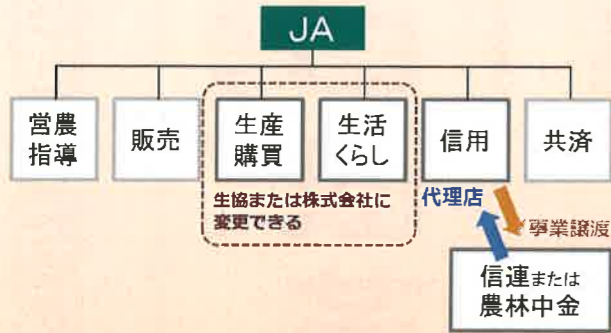 JA
営農
指導
販売
生産
購買
生活
くらし
信用
共済
生協または株式会社に
変更できる
代理店
事業譲渡
信連または
農林中金